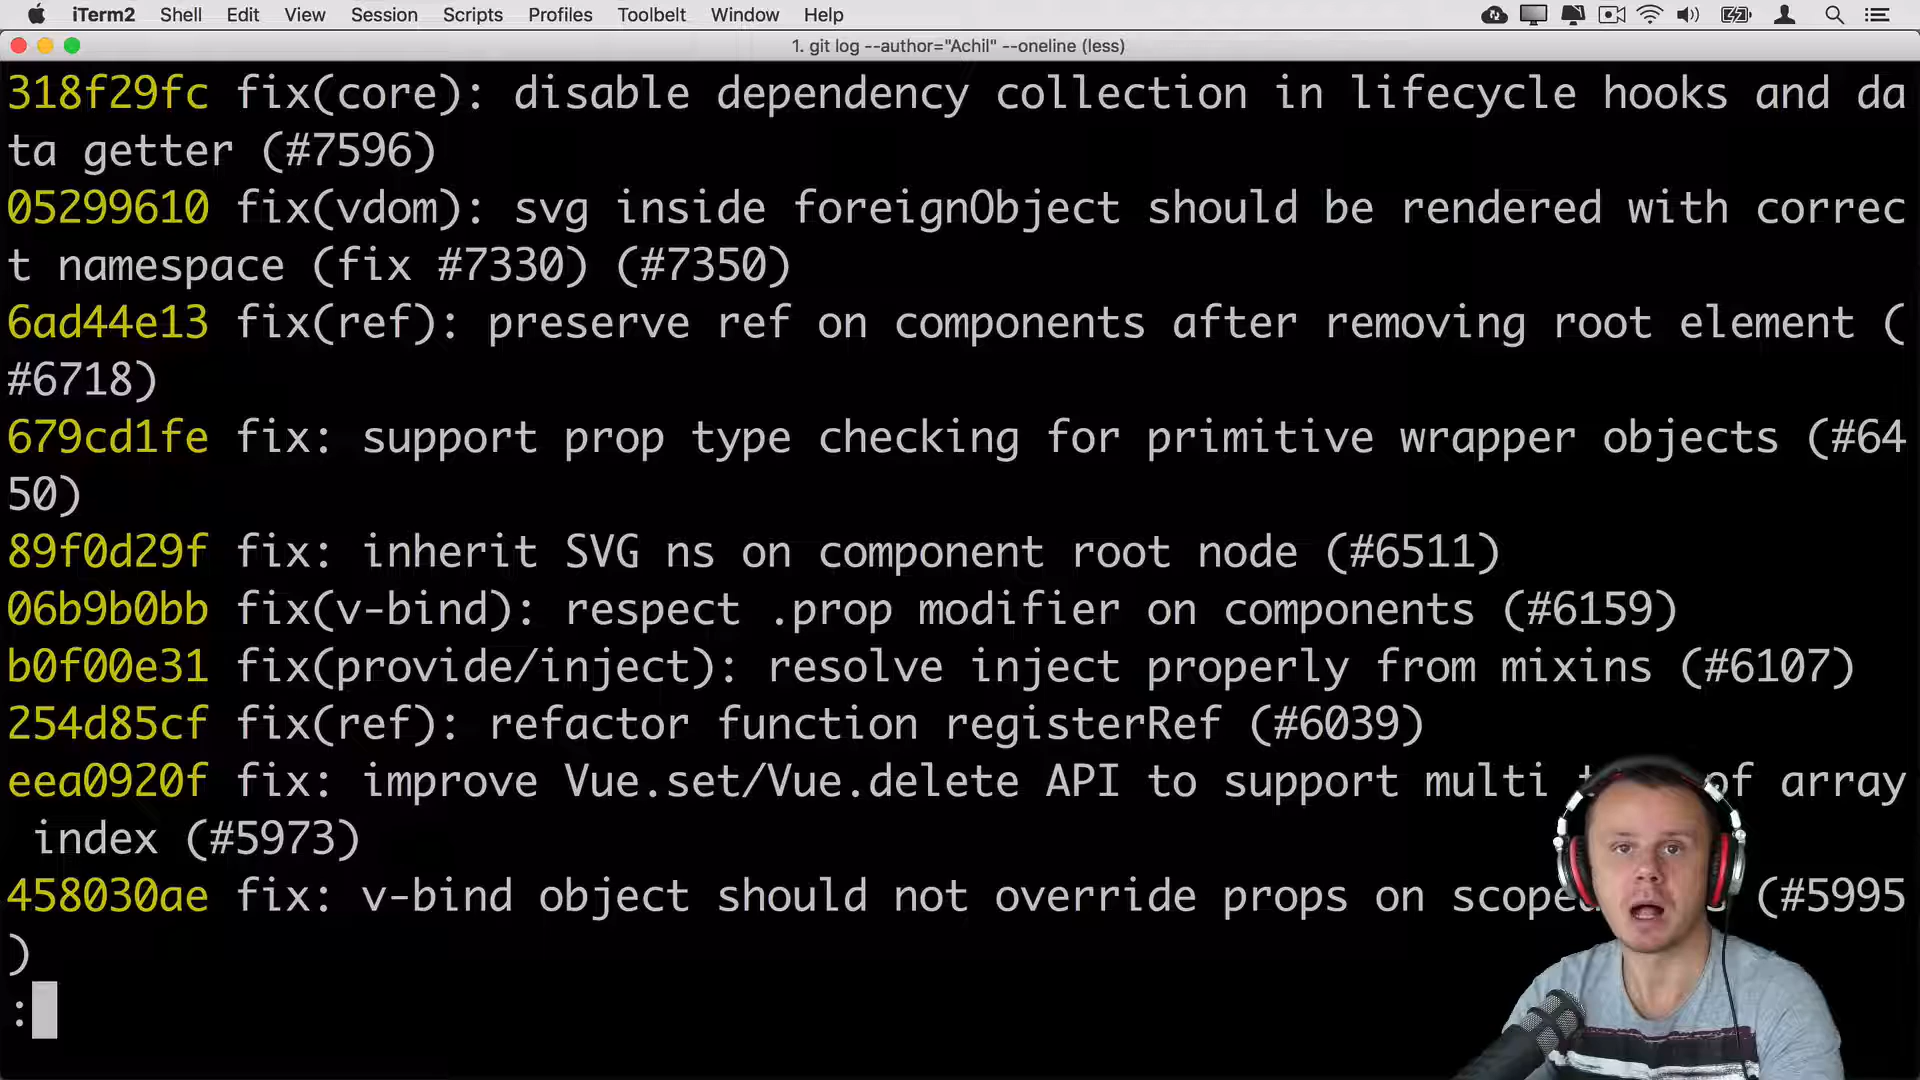 iTerm2 Shell Edit View Session Scripts Profiles Toolbelt Window Help
1. git log --author="Achil" --oneline (less)
318f29fc fix(core): disable dependency collection in lifecycle hooks and da
ta getter (#7596)
05299610 fix(vdom): svg inside foreignObject should be rendered with correc
t namespace (fix #7330) (#7350)
6ad44e13 fix(ref): preserve ref on components after removing root element (
#6718)
679cd1fe fix: support prop type checking for primitive wrapper objects (#64
50)
89f0d29f fix: inherit SVG ns on component root node (#6511)
06b9b0bb fix(v-bind): respect .prop modifier on components (#6159)
b0f00e31 fix(provide/inject): resolve inject properly from mixins (#6107)
254d85cf fix(ref): refactor function registerRef (#6039)
eea0920f fix: improve Vue.set/Vue.delete API to support multi of array
index (#5973)
458030ae fix: v-bind object should not override props on (#5995
)
: